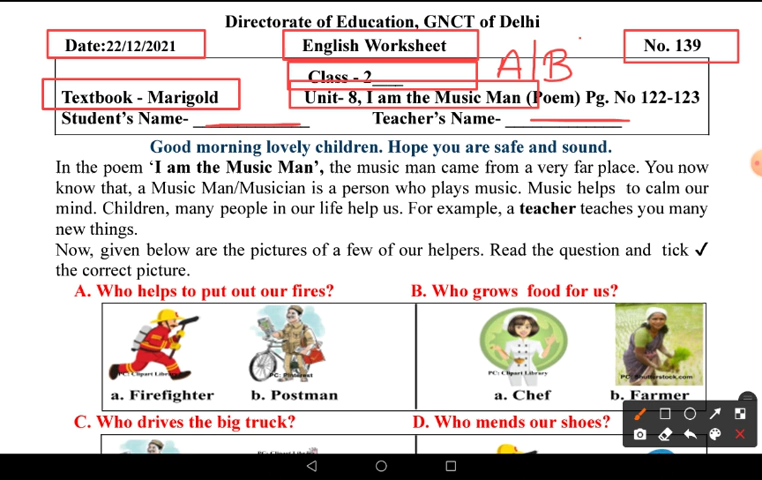 Directorate of Education, GNCT of Delhi
Date:22/12/2021 English Worksheet No. 139
Class - 2____ A/B
Textbook - Marigold Unit- 8, I am the Music Man (Poem) Pg. No 122-123
Student's Name- Teacher's Name-
Good morning lovely children. Hope you are safe and sound.
In the poem ‘I am the Music Man’, the music man came from a very far place. You now
know that, a Music Man/Musician is a person who plays music. Music helps to calm our
mind. Children, many people in our life help us. For example, a teacher teaches you many
new things.
Now, given below are the pictures of a few of our helpers. Read the question and tick ✓
the correct picture.
A. Who helps to put out our fires? B. Who grows food for us?
PC: Clipart Library
a. Firefighter b. Postman a. Chef b. Farmer
C. Who drives the big truck? D. Who mends our shoes?